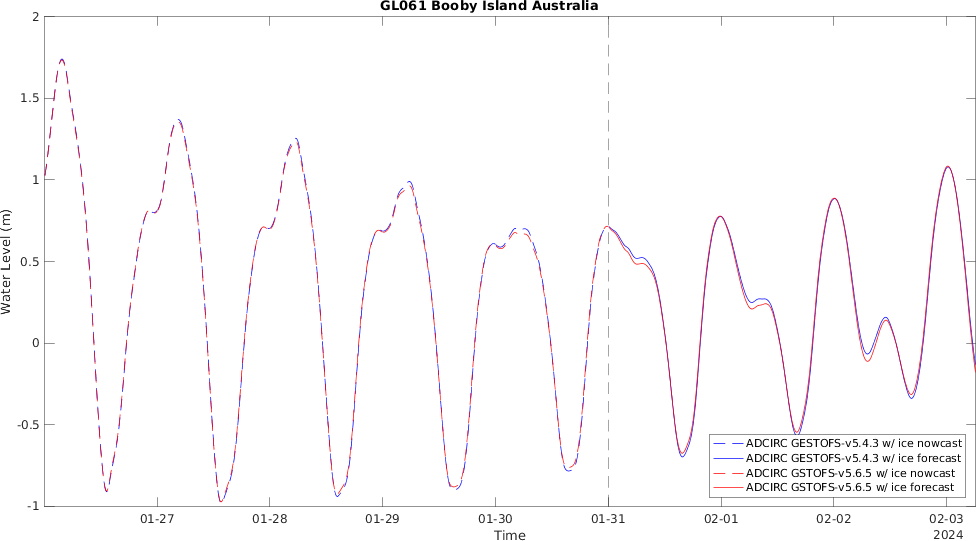 GL061 Booby Island Australia
2
1.5
1
0.5
0
-0.5
-1
Water Level (m)
ADCIRC GESTOFS-v5.4.3 w/ ice nowcast
ADCIRC GESTOFS-v5.4.3 w/ ice forecast
ADCIRC GSTOFS-v5.6.5 w/ ice nowcast
ADCIRC GSTOFS-v5.6.5 w/ ice forecast
01-27 01-28 01-29 01-30 01-31 02-01 02-02 02-03
Time 2024